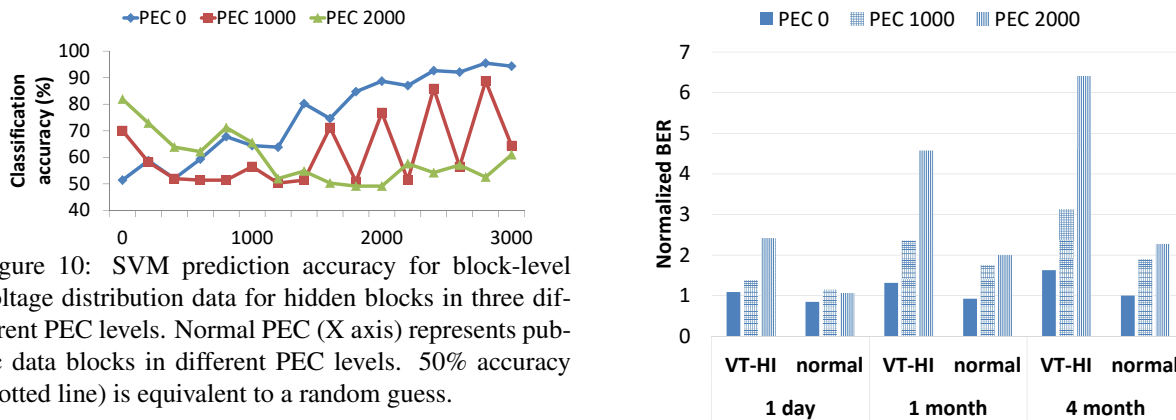 PEC 0 PEC 1000 PEC 2000
Classification accuracy (%)
100
90
80
70
60
50
40
0 1000 2000 3000
gure 10: SVM prediction accuracy for block-level
oltage distribution data for hidden blocks in three dif-
rent PEC levels. Normal PEC (X axis) represents pub-
c data blocks in different PEC levels. 50% accuracy
otted line) is equivalent to a random guess.
PEC 0 PEC 1000 PEC 2000
Normalized BER
7
6
5
4
3
2
1
0
VT-HI normal VT-HI normal VT-HI normal
1 day 1 month 4 month